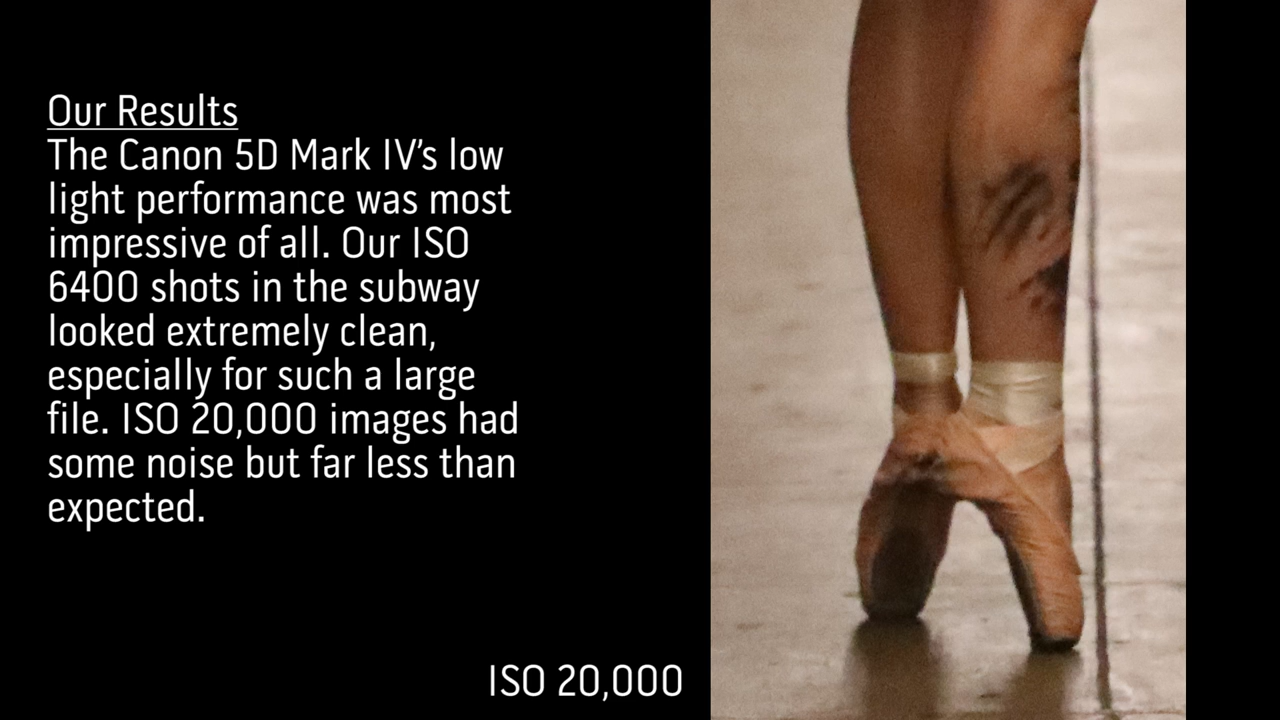 Our Results
The Canon 5D Mark IV’s low
light performance was most
impressive of all. Our ISO
6400 shots in the subway
looked extremely clean,
especially for such a large
file. ISO 20,000 images had
some noise but far less than
expected.
ISO 20,000